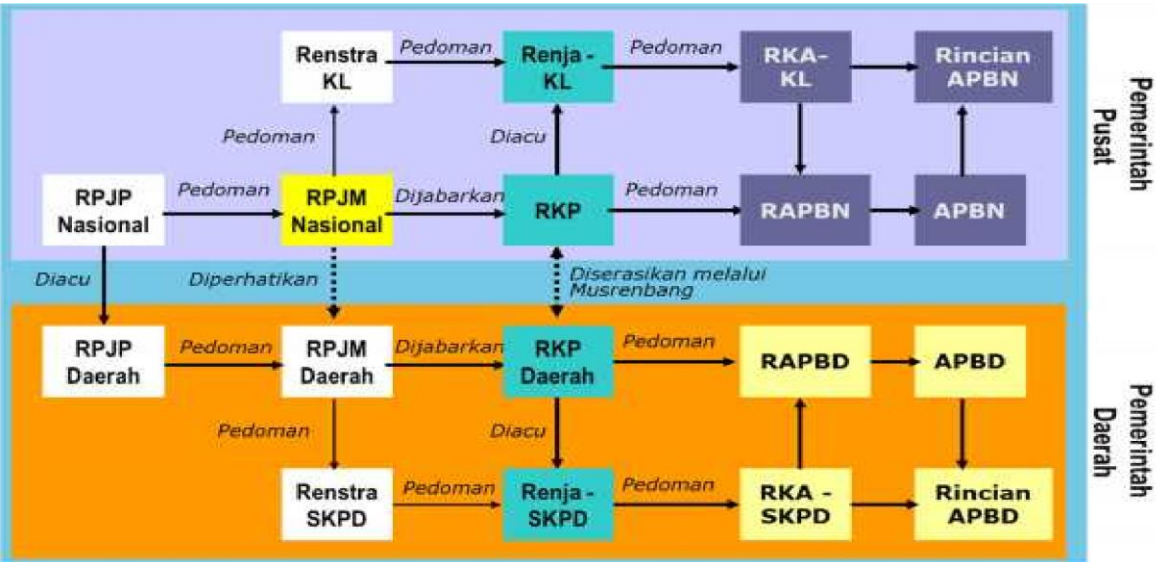 Renstra
KL
Pedoman
Renja -
KL
Pedoman
RKA-
KL
Rincian
APBN
Pedoman
Diacu
RPJP
Nasional
Pedoman
RPJM
Nasional
Dijabarkan
RKP
Pedoman
RAPBN
APBN
Pemerintah
Pusat
Diacu
Diperhatikan
Diserasikan melalui
Musrenbang
RPJP
Daerah
Pedoman
RPJM
Daerah
Dijabarkan
RKP
Daerah
Pedoman
RAPBD
APBD
Pedoman
Diacu
Renstra
SKPD
Pedoman
Renja -
SKPD
Pedoman
RKA -
SKPD
Rincian
APBD
Pemerintah
Daerah